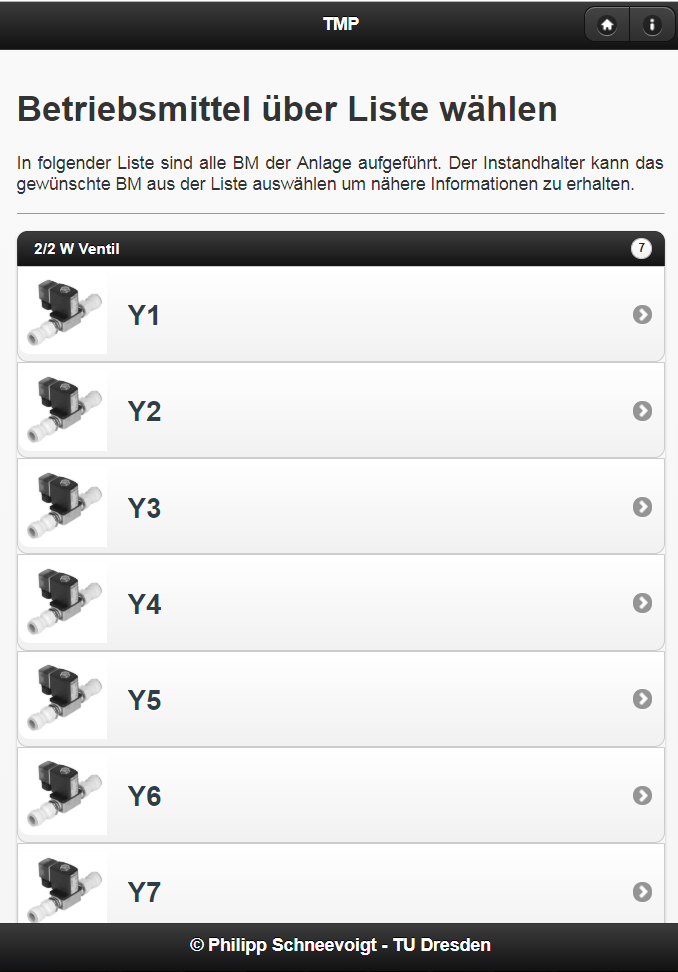 TMP
Betriebsmittel über Liste wählen
In folgender Liste sind alle BM der Anlage aufgeführt. Der Instandhalter kann das
gewünschte BM aus der Liste auswählen um nähere Informationen zu erhalten.
2/2 W Ventil 7
Y1
Y2
Y3
Y4
Y5
Y6
Y7
© Philipp Schneevoigt - TU Dresden